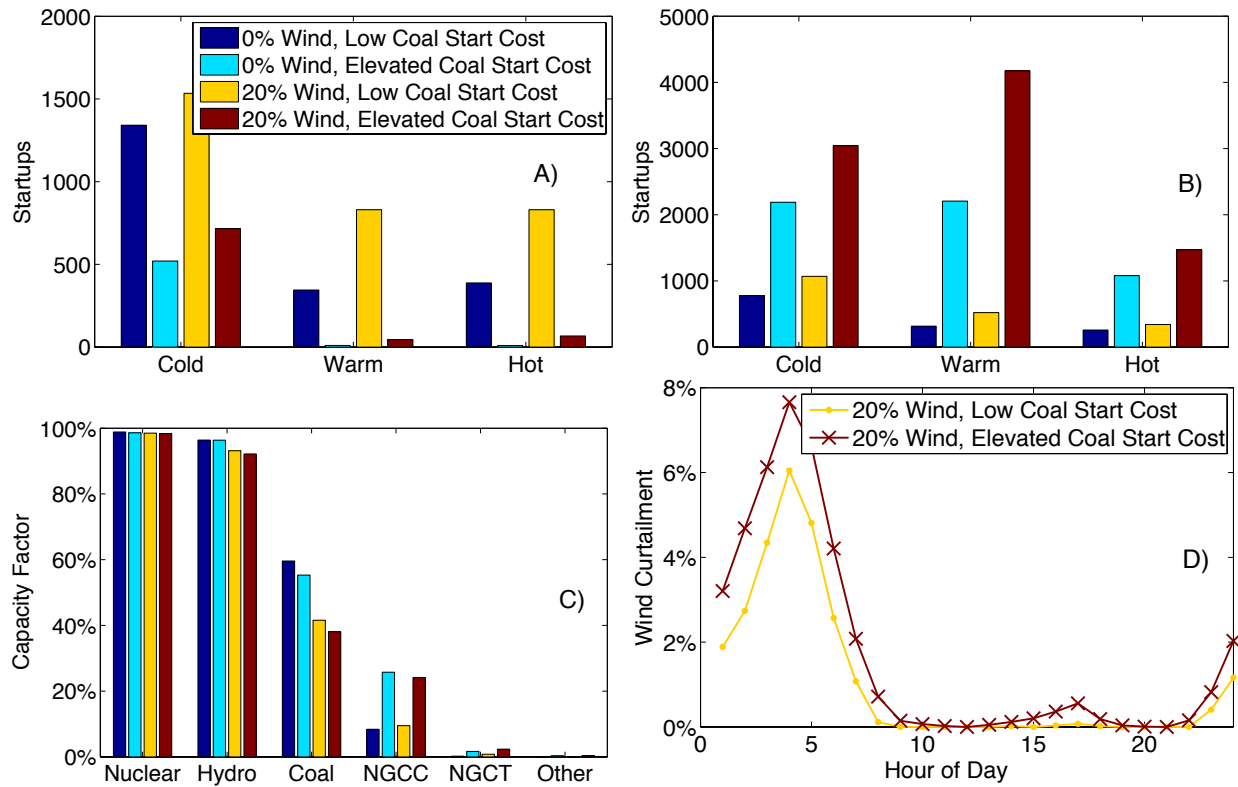 2000
1500
1000
500
0
Startups
0% Wind, Low Coal Start Cost
0% Wind, Elevated Coal Start Cost
20% Wind, Low Coal Start Cost
20% Wind, Elevated Coal Start Cost
A)
Cold Warm Hot
5000
4000
3000
2000
1000
0
Startups
B)
Cold Warm Hot
100%
80%
60%
40%
20%
0%
Capacity Factor
C)
Nuclear Hydro Coal NGCC NGCT Other
8%
6%
4%
2%
0%
Wind Curtailment
20% Wind, Low Coal Start Cost
20% Wind, Elevated Coal Start Cost
D)
0 5 10 15 20
Hour of Day